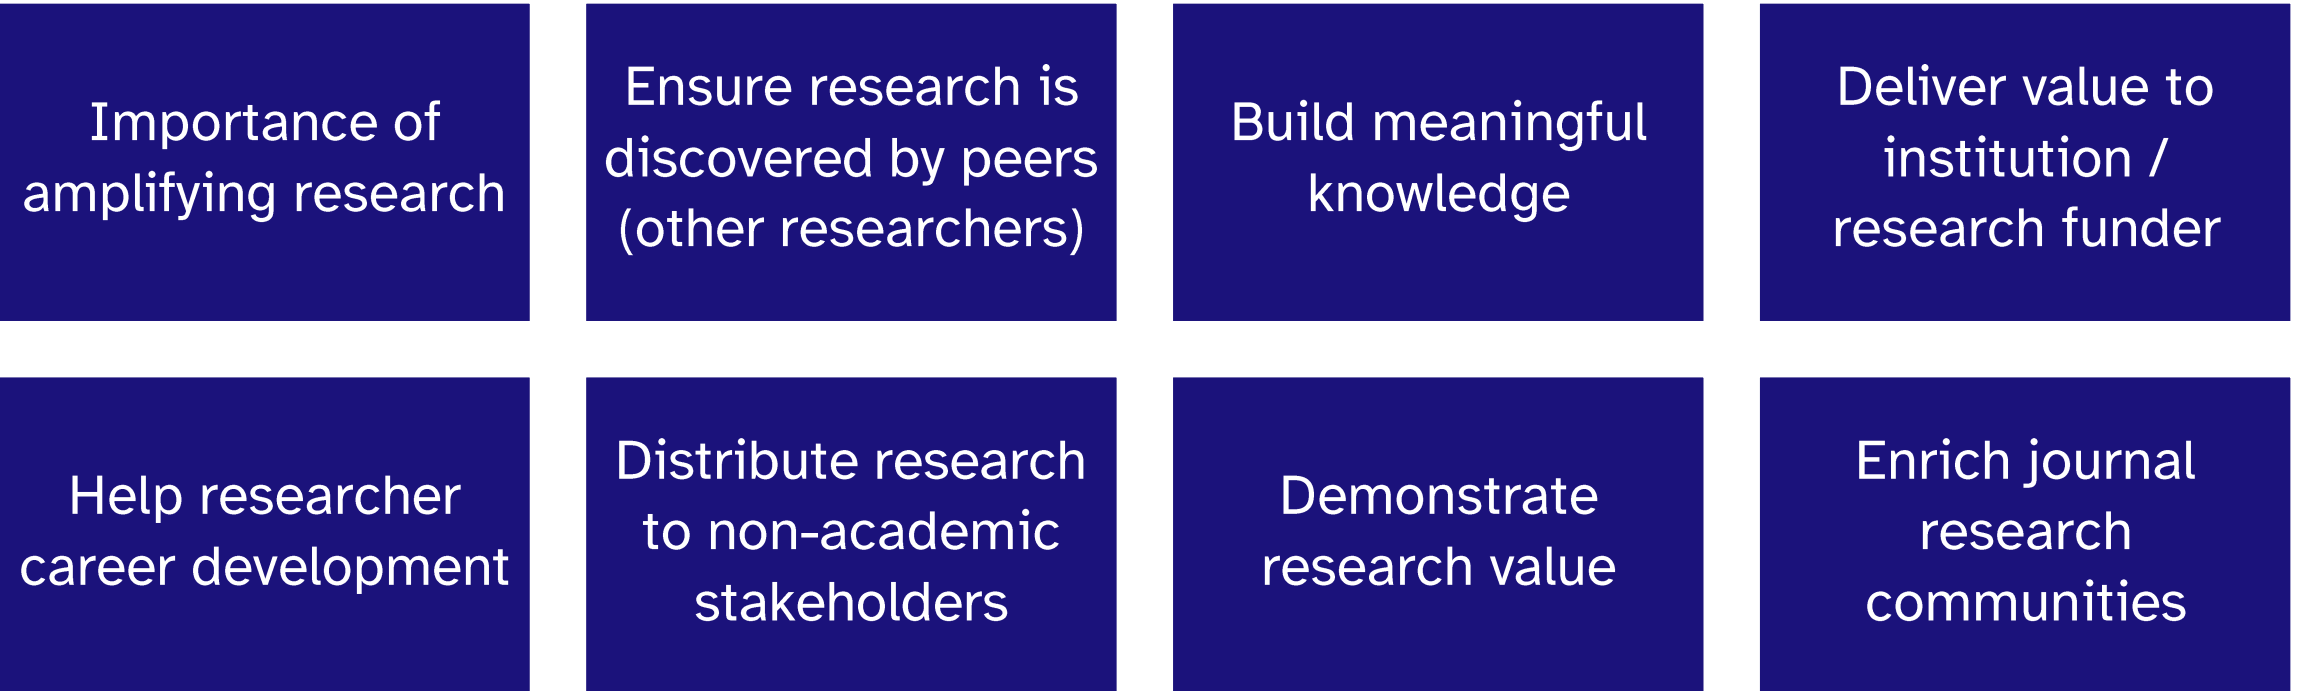 Importance of
amplifying research
Ensure research is
discovered by peers
(other researchers)
Build meaningful
knowledge
Deliver value to
institution /
research funder
Help researcher
career development
Distribute research
to non-academic
stakeholders
Demonstrate
research value
Enrich journal
research
communities